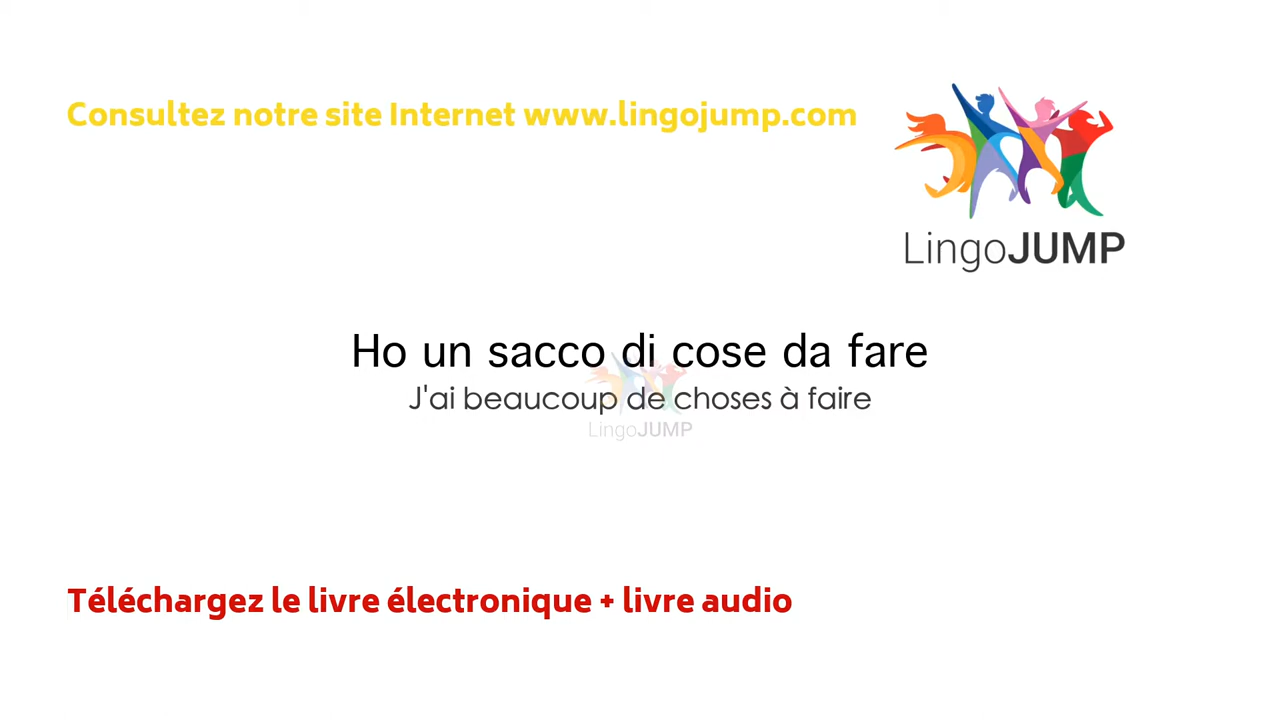 Consultez notre site Internet www.lingojump.com
LingoJUMP
Ho un sacco di cose da fare
J'ai beaucoup de choses à faire
LingoJUMP
Téléchargez le livre électronique + livre audio